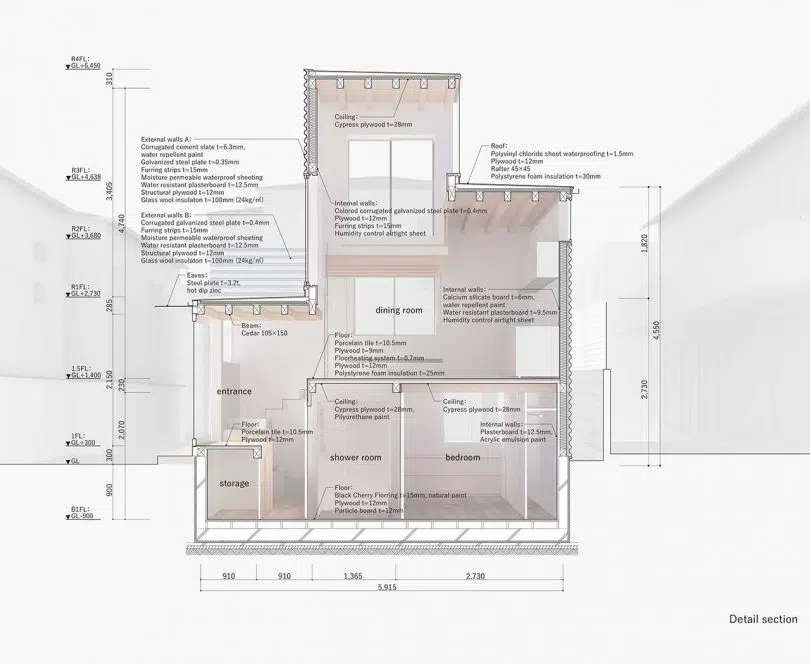 R4FL:
GL+6,450
310
Ceiling:
Cypress plywood t=28mm
External walls A:
Corrugated cement slate t=6.3mm,
water repellent paint
Galvanized steel plate t=0.35mm
Furring strips t=15mm
Moisture permeable waterproof sheeting
Water resistant plasterboard t=12.5mm
Structural plywood t=12mm
Glass wool insulaton t=100mm (24kg/㎥)
Roof:
Polyvinyl chloride sheet waterproofing t=1.5mm
Plywood t=12mm
Rafter 45×45
Polystyrene foam insulation t=30mm
R3FL:
GL+4,638
3,405
4,740
Internal walls:
Colored corrugated galvanized steel plate t=0.4mm
Plywood t=12mm
Furring strips t=15mm
Humidity control airtight sheet
External walls B:
Corrugated galvanized steel plate t=0.4mm
Furring strips t=15mm
Moisture permeable waterproof sheeting
Water resistant plasterboard t=12.5mm
Structural plywood t=12mm
Glass wool insulaton t=100mm (24kg/㎥)
R2FL:
GL+3,680
1,820
Eaves:
Steel plate t=3.2t,
hot dip zinc
R1FL:
GL+2,730
285
Internal walls:
Calcium silicate board t=6mm,
water repellent paint
Water resistant plasterboard t=9.5mm
Humidity control airtight sheet
dining room
4,550
Beam:
Cedar 105×150
Floor:
Porcelain tile t=10.5mm
Plywood t=9mm
Floorheating system t=0.7mm
Plywood t=12mm
Polystyrene foam insulation t=25mm
1.5FL:
GL+1,400
2,150
230
2,730
entrance
Ceiling:
Cypress plywood t=28mm,
Pilyurethane paint
Ceiling:
Cypress plywood t=28mm
2,070
Floor:
Porcelain tile t=10.5mm
Plywood t=12mm
Internal walls:
Plasterboard t=12.5mm,
Acrylic emulsion paint
1FL:
GL+300
300
GL
shower room
bedroom
storage
900
Floor:
Black Cherry Florring t=15mm, natural paint
Plywood t=12mm
Particle board t=12mm
B1FL:
GL-900
910
910
1,365
2,730
5,915
Detail section